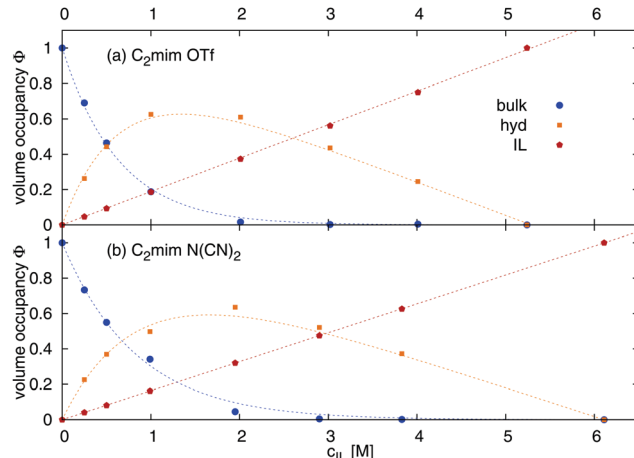 0 1 2 3 4 5 6
1
0.8
0.6
0.4
0.2
0
volume occupancy Φ
(a) C₂mim OTf
bulk
hyd
IL
1
0.8
0.6
0.4
0.2
0
volume occupancy Φ
(b) C₂mim N(CN)₂
0 1 2 3 4 5 6